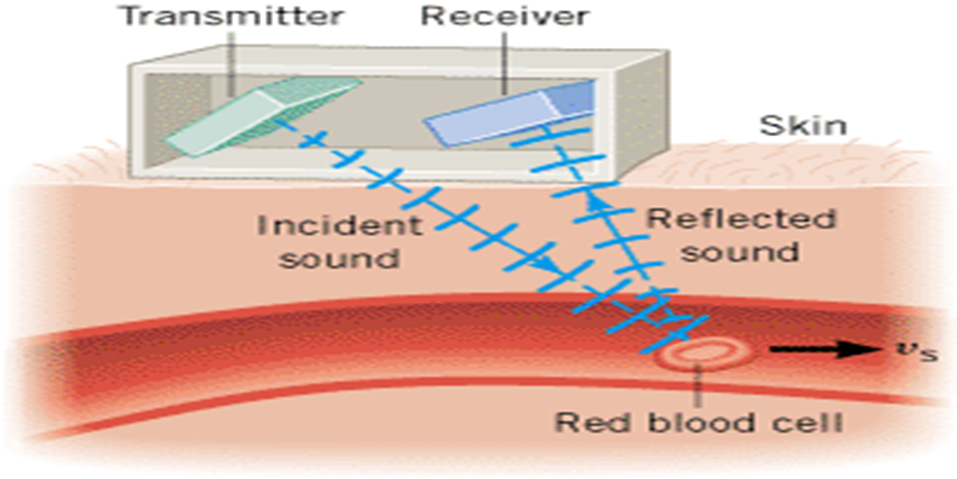 Transmitter
Receiver
Skin
Incident
sound
Reflected
sound
vS
Red blood cell